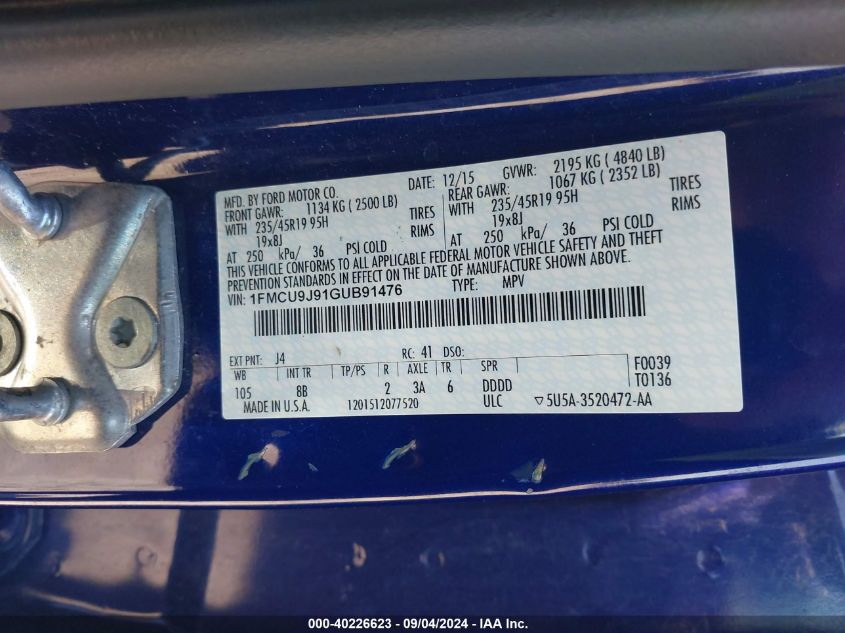 MFD. BY FORD MOTOR CO. DATE: 12/15 GVWR: 2195 KG ( 4840 LB)
FRONT GAWR: 1134 KG ( 2500 LB) REAR GAWR: 1067 KG ( 2352 LB)
WITH 235/45R19 95H TIRES WITH 235/45R19 95H TIRES
19x8J RIMS 19x8J RIMS
AT 250 kPa/ 36 PSI COLD AT 250 kPa/ 36 PSI COLD
THIS VEHICLE CONFORMS TO ALL APPLICABLE FEDERAL MOTOR VEHICLE SAFETY AND THEFT
PREVENTION STANDARDS IN EFFECT ON THE DATE OF MANUFACTURE SHOWN ABOVE.
VIN: 1FMCU9J91GUB91476 TYPE: MPV
EXT PNT: J4 RC: 41 DSO: F0039
WB INT TR TP/PS R AXLE TR SPR T0136
105 8B 2 3A 6 DDDD
MADE IN U.S.A. 1201512077520 ULC ▽5U5A-3520472-AA
000-40226623 - 09/04/2024 - IAA Inc.